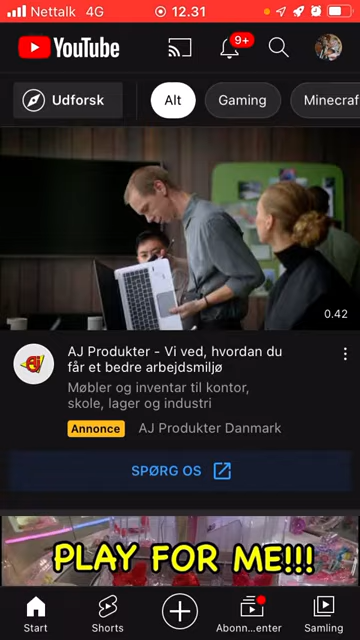 Nettalk 4G 12.31
YouTube 9+
Udforsk Alt Gaming Minecraf
0.42
AJ Produkter - Vi ved, hvordan du
får et bedre arbejdsmiljø
Møbler og inventar til kontor,
skole, lager og industri
Annonce AJ Produkter Danmark
SPØRG OS
PLAY FOR ME!!!
Start Shorts Abonn...enter Samling